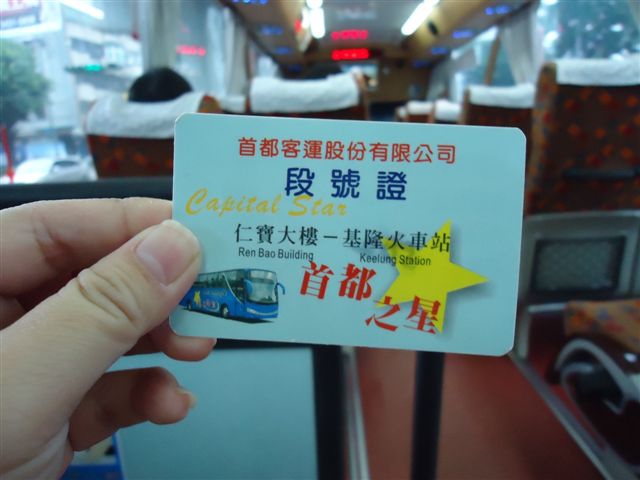 首都客運股份有限公司
段號證
Capital Star
仁寶大樓－基隆火車站
Ren Bao Building Keelung Station
首都之星